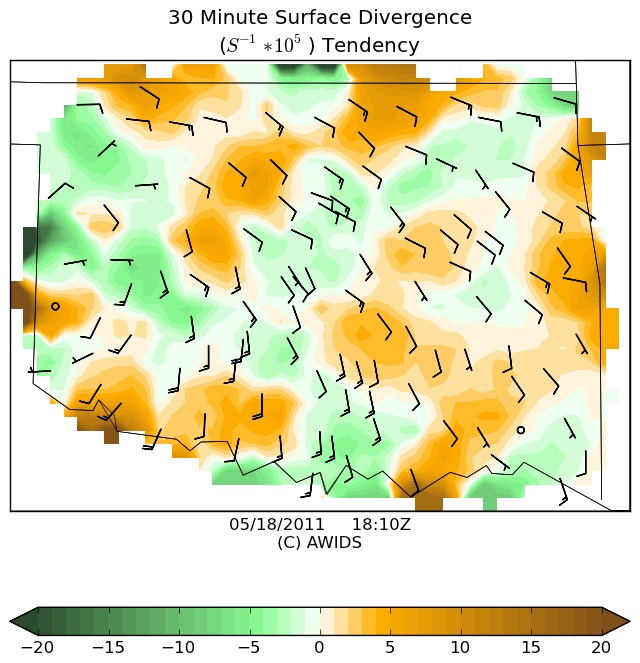 30 Minute Surface Divergence
(S⁻¹ * 10⁵ ) Tendency
05/18/2011 18:10Z
(C) AWIDS
−20 −15 −10 −5 0 5 10 15 20